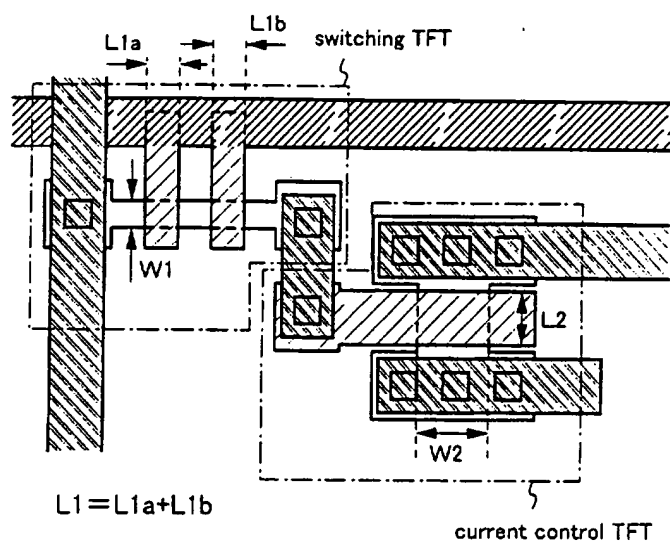 L1a
L1b
switching TFT
W1
L2
W2
L1=L1a+L1b
current control TFT